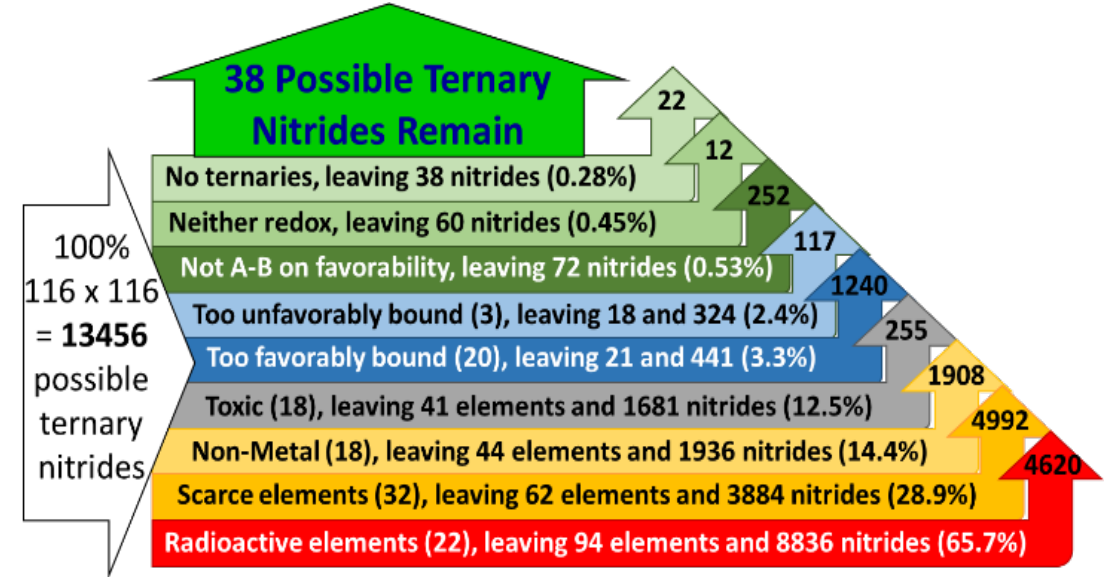 38 Possible Ternary
Nitrides Remain
22
12
252
117
1240
255
1908
4992
4620
No ternaries, leaving 38 nitrides (0.28%)
Neither redox, leaving 60 nitrides (0.45%)
Not A-B on favorability, leaving 72 nitrides (0.53%)
Too unfavorably bound (3), leaving 18 and 324 (2.4%)
Too favorably bound (20), leaving 21 and 441 (3.3%)
Toxic (18), leaving 41 elements and 1681 nitrides (12.5%)
Non-Metal (18), leaving 44 elements and 1936 nitrides (14.4%)
Scarce elements (32), leaving 62 elements and 3884 nitrides (28.9%)
Radioactive elements (22), leaving 94 elements and 8836 nitrides (65.7%)
100%
116 x 116
= 13456
possible
ternary
nitrides